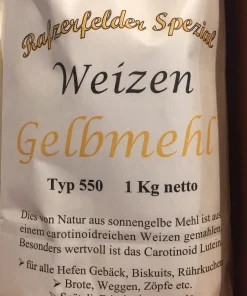 Rafzerfelder Spezial
Weizen
Gelbmehl
Typ 550 1 Kg netto
Dies von Natur aus sonnengelbe Mehl ist aus
einem carotinoidreichen Weizen gemahlen.
Besonders wertvoll ist das Carotinoid Lutein
➢ für alle Hefen Gebäck, Biskuits, Rührkuchen
➢ Brote, Weggen, Zöpfe etc.